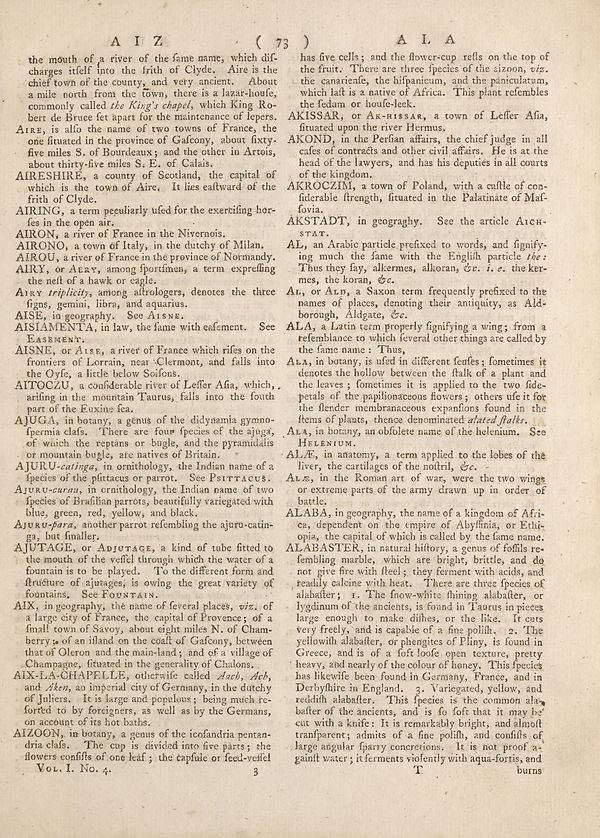 A I Z ( 73 ) A L A
the mouth of a river of the ſame name, which diſ-
charges itſelf into the frith of Clyde. Aire is the
chief town of the county, and very ancient. About
a mile north from the town, there is a lazar-houſe,
commonly called the King's chapel, which King Ro-
bert de Bruce ſet apart for the maintenance of lepers.
AIRE, is alſo the name of two towns of France, the
one ſituated in the province of Gaſcony, about ſixty-
five miles S. of Bourdeaux; and the other in Artois,
about thirty-five miles S. E. of Calais.
AIRESHIRE, a county of Scotland, the capital of
which is the town of Aire. It lies eaſtward of the
frith of Clyde.
AIRING, a term peculiarly uſed for the exerciſing hor-
ſes in the open air.
AIRON, a river of France in the Nivernois.
AIRONO, a town of Italy, in the dutchy of Milan.
AIROU, a river of France in the province of Normandy.
AIRY, or AERY, among ſportſmen, a term expreſſing
the neſt of a hawk or eagle.
AIRY triplicity, among aſtrologers, denotes the three
ſigns, gemini, libra, and aquarius.
AISE, in geography. See AISNE.
AISIAMENTA, in law, the ſame with eaſement. See
EASEMENT.
AISNE, or AISE, a river of France which riſes on the
frontiers of Lorrain, near Clermont, and falls into
the Oyſe, a little below Soiſons.
AITOCZU, a conſiderable river of Leſſer Aſia, which,
ariſing in the mountain Taurus, falls into the ſouth
part of the Euxine ſea.
AJUGA, in botany, a genus of the didynamia gymno-
ſpermia claſs. There are four ſpecies of the ajuga,
of which the reptans or bugle, and the pyramidalis
or mountain bugle, are natives of Britain.
AJURU-catinga, in ornithology, the Indian name of a
ſpecies of the pſittacus or parrot. See PSITTACUS.
AJURU-curau, in ornithology, the Indian name of two
ſpecies of Braſilian parrots, beautifully variegated with
blue, green, red, yellow, and black.
AJURU-para, another parrot reſembling the ajuru-catin-
ga, but ſmaller.
AJUTAGE, or ADJUTAGE, a kind of tube fitted to
the mouth of the veſſel through which the water of a
fountain is to be played. To the different form and
ſtructure of ajutages, is owing the great variety of
fountains. See FOUNTAIN.
AIX, in geography, the name of ſeveral places, viz. of
a large city of France, the capital of Provence; of a
ſmall town of Savoy, about eight miles N. of Cham-
berry; of an iſland on the coaſt of Gaſcony, between
that of Oleron and the main-land; and of a village of
Champagne, ſituated in the generality of Chalons.
AIX-LA-CHAPELLE, otherwiſe called Aach, Ach,
and Aken, an imperial city of Germany, in the dutchy
of Juliers. It is large and populous; being much re-
ſorted to by foreigners, as well as by the Germans,
on account of its hot baths.
AIZOON, in botany, a genus of the icoſandria pentan-
dria claſs. The cup is divided into five parts; the
flowers conſiſts of one leaf; the capſule or ſeed-veſſel
VOL. I. No. 4. 3
has five cells; and the flower-cup reſts on the top of
the fruit. There are three ſpecies of the aizoon, viz.
the canarienſe, the hiſpanicum, and the paniculatum,
which laſt is a native of Africa. This plant reſembles
the ſedum or houſe-leek.
AKISSAR, or AK-HISSAR, a town of Leſſer Aſia,
ſituated upon the river Hermus.
AKOND, in the Perſian affairs, the chief judge in all
caſes of contracts and other civil affairs. He is at the
head of the lawyers, and has his deputies in all courts
of the kingdom.
AKROCZIM, a town of Poland, with a caſtle of con-
ſiderable ſtrength, ſituated in the Palatinate of Maſ-
ſovia.
AKSTADT, in geograghy. See the article AICH-
STAT.
AL, an Arabic particle prefixed to words, and ſignify-
ing much the ſame with the Engliſh particle the:
Thus they ſay, alkermes, alkoran, &c. i. e. the ker-
mes, the koran, &c.
AL, or ALD, a Saxon term frequently prefixed to the
names of places, denoting their antiquity, as Ald-
borough, Aldgate, &c.
ALA, a Latin term properly ſignifying a wing; from a
reſemblance to which ſeveral other things are called by
the ſame name: Thus,
ALA, in botany, is uſed in different ſenſes; ſometimes it
denotes the hollow between the ſtalk of a plant and
the leaves; ſometimes it is applied to the two ſide-
petals of the papilionaceous flowers; others uſe it for
the ſlender membranaceous expanſions found in the
ſtems of plants, thence denominated alated ſtalks.
ALA, in botany, an obſolete name of the helenium. See
HELENIUM.
ALÆ, in anatomy, a term applied to the lobes of the
liver, the cartilages of the noſtril, &c.
ALÆ, in the Roman art of war, were the two wings
or extreme parts of the army drawn up in order of
battle.
ALABA, in geography, the name of a kingdom of Afri-
ca, dependent on the empire of Abyſſinia, or Ethi-
opia, the capital of which is called by the ſame name.
ALABASTER, in natural hiſtory, a genus of foſſils re-
ſembling marble, which are bright, brittle, and do
not give fire with ſteel; they ferment with acids, and
readily calcine with heat. There are three ſpecies of
alabaſter; 1. The ſnow-white ſhining alabaſter, or
lygdinum of the ancients, is found in Taurus in pieces
large enough to make diſhes, or the like. It cuts
very freely, and is capable of a fine poliſh. 2. The
yellowiſh alabaſter, or phengites of Pliny, is found in
Greece, and is of a ſoft looſe open texture, pretty
heavy, and nearly of the colour of honey. This ſpecies
has likewiſe been found in Germany, France, and in
Derbyſhire in England. 3. Variegated, yellow, and
reddiſh alabaſter. This ſpecies is the common ala-
baſter of the ancients, and is ſo ſoft that it may be
cut with a knife: It is remarkably bright, and almoſt
tranſparent; admits of a fine poliſh, and conſiſts of
large angular ſparry concretions. It is not proof a-
gainſt water; it ferments violently with aqua-fortis, and
T burns